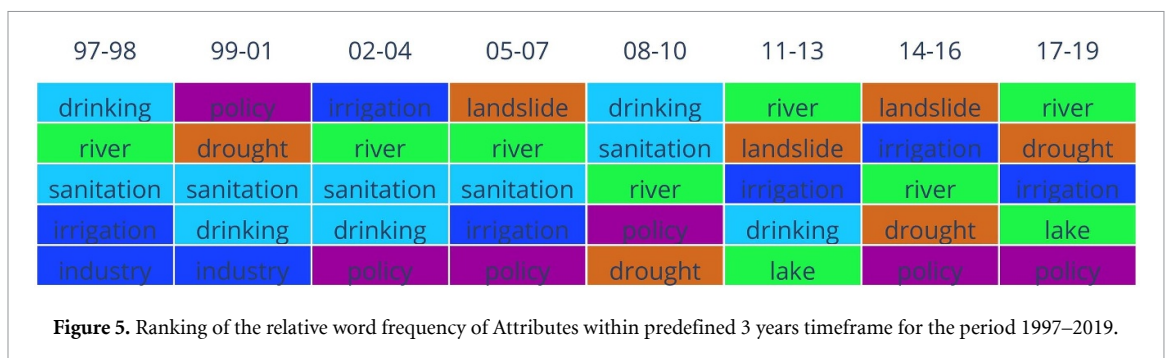 97-98 99-01 02-04 05-07 08-10 11-13 14-16 17-19
drinking policy irrigation landslide drinking river landslide river
river drought river river sanitation landslide irrigation drought
sanitation sanitation sanitation sanitation river irrigation river irrigation
irrigation drinking drinking irrigation policy drinking drought lake
industry industry policy policy drought lake policy policy
Figure 5. Ranking of the relative word frequency of Attributes within predefined 3 years timeframe for the period 1997–2019.